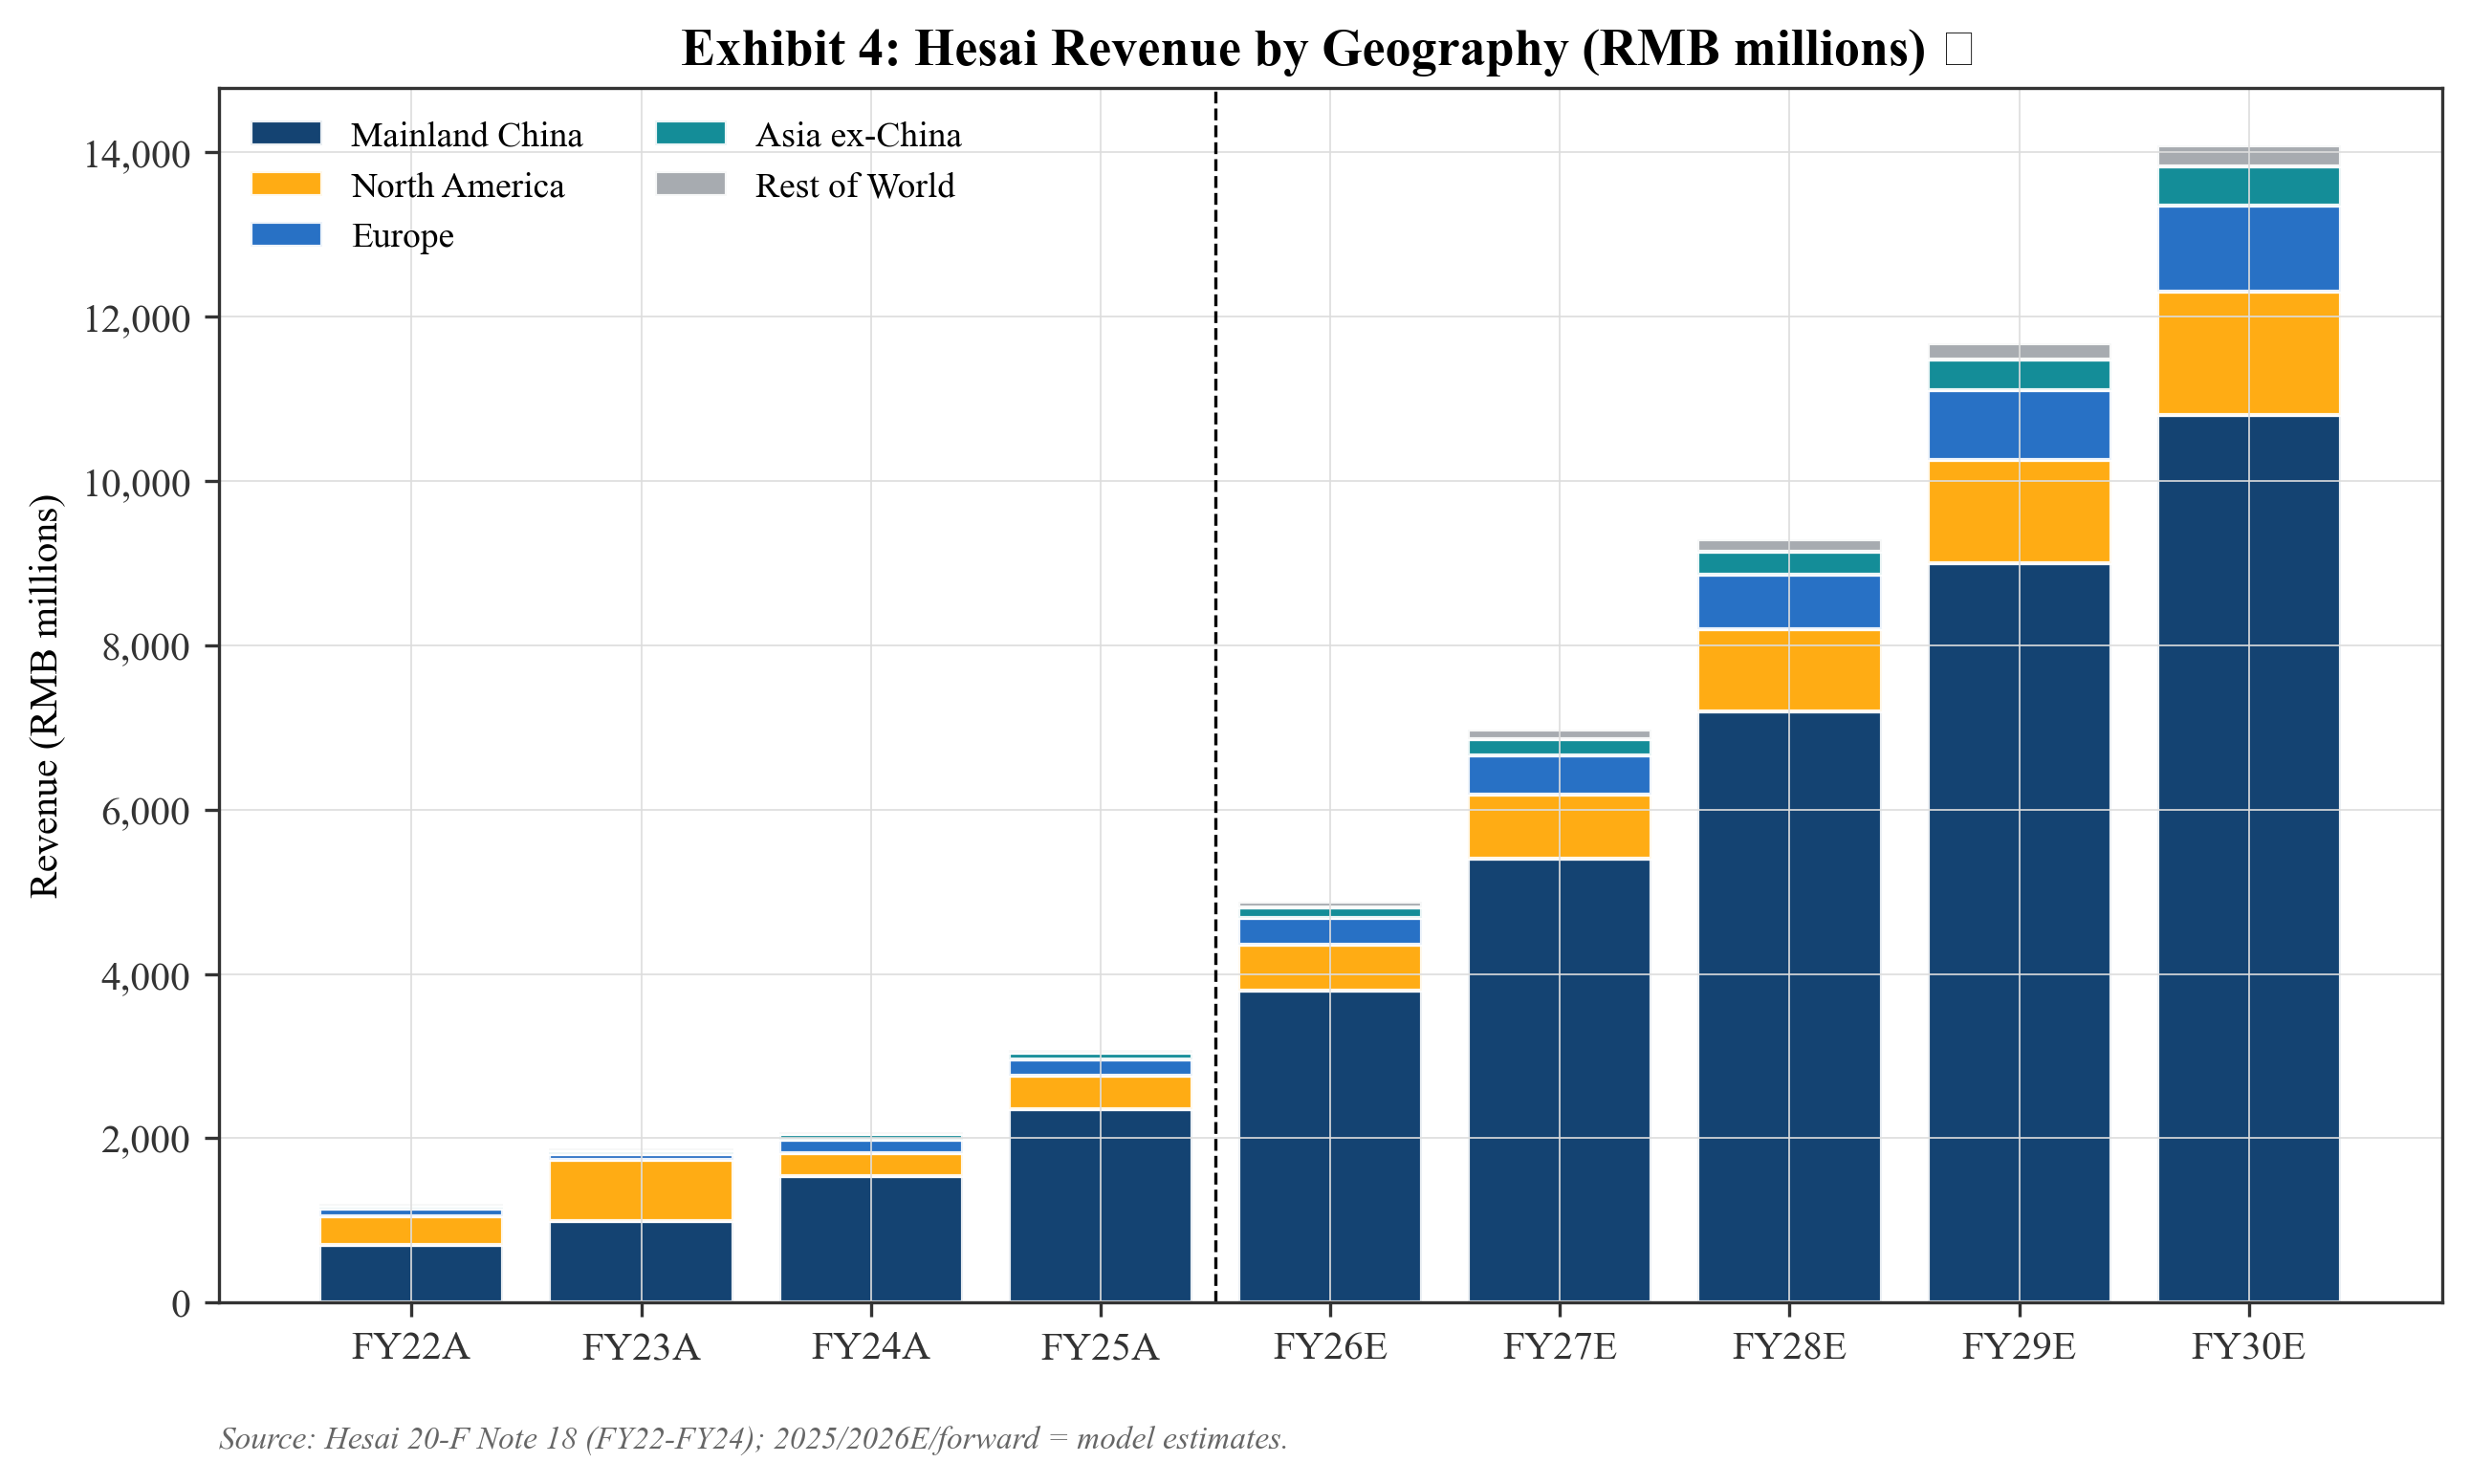 Exhibit 4: Hesai Revenue by Geography (RMB millions)
Mainland China
North America
Europe
Asia ex-China
Rest of World
Revenue (RMB millions)
14,000
12,000
10,000
8,000
6,000
4,000
2,000
0
FY22A FY23A FY24A FY25A FY26E FY27E FY28E FY29E FY30E
Source: Hesai 20-F Note 18 (FY22-FY24); 2025/2026E/forward = model estimates.